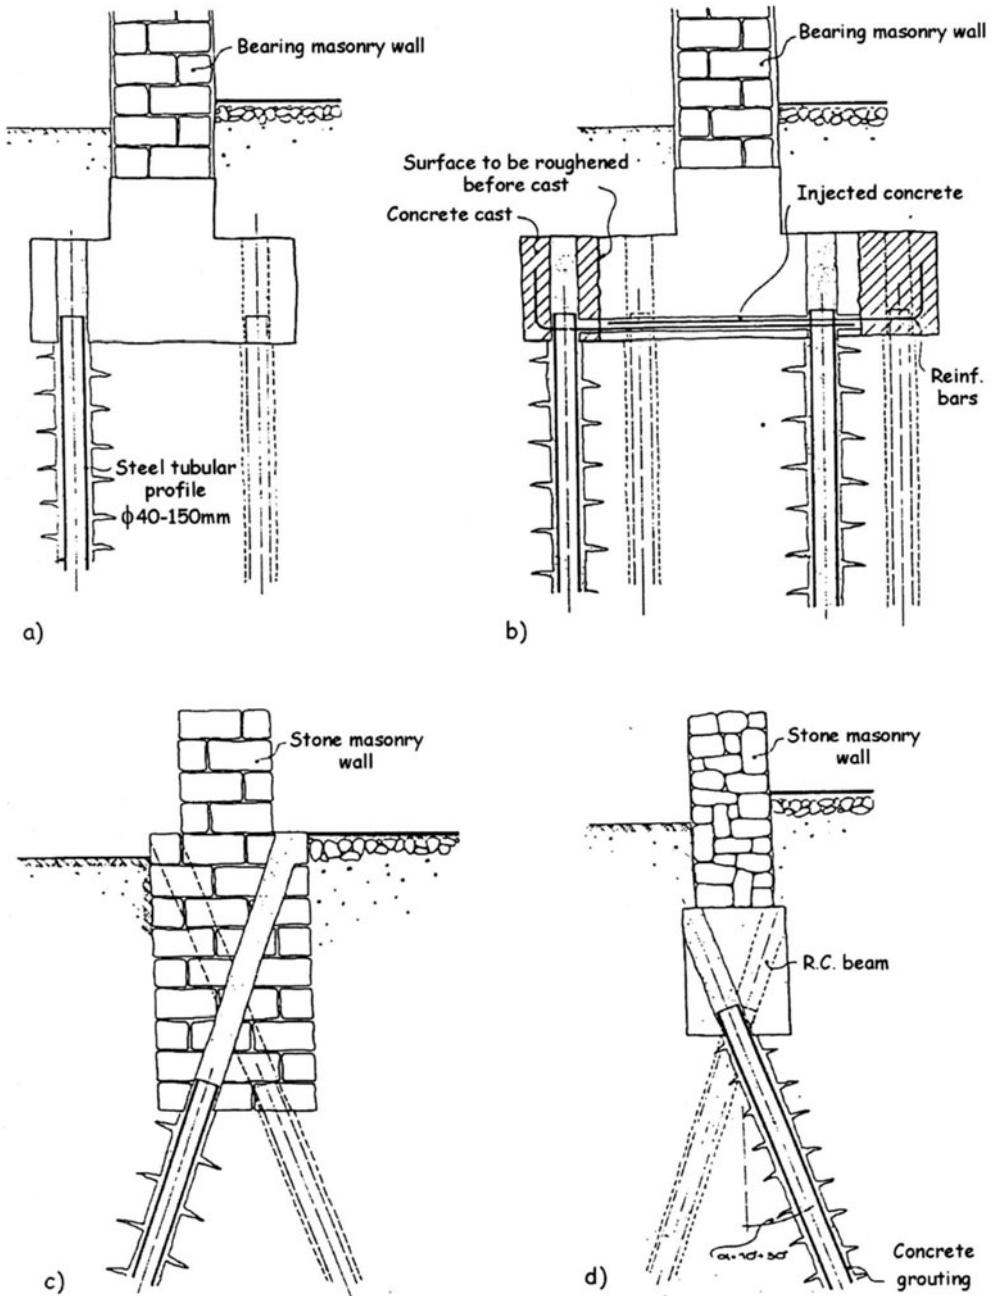 Bearing masonry wall
Steel tubular
profile
ϕ40-150mm
a)
Bearing masonry wall
Surface to be roughened
before cast
Concrete cast
Injected concrete
Reinf.
bars
b)
Stone masonry
wall
c)
Stone masonry
wall
R.C. beam
Concrete
grouting
d)